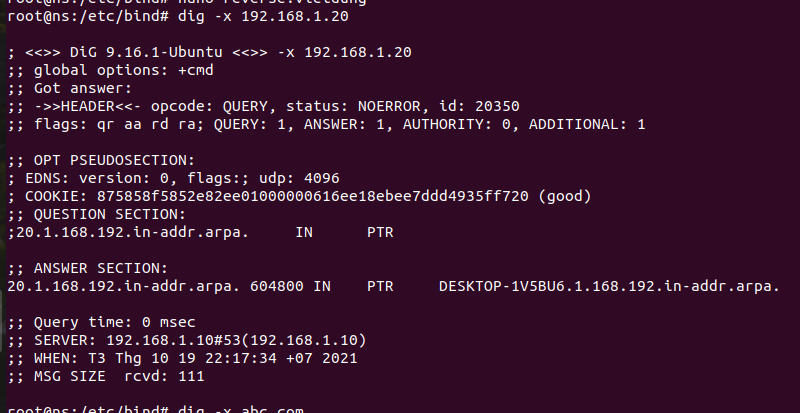 root@ns:/etc/bind# nano reverse.vietdung
root@ns:/etc/bind# dig -x 192.168.1.20
; <<>> DiG 9.16.1-Ubuntu <<>> -x 192.168.1.20
;; global options: +cmd
;; Got answer:
;; ->>HEADER<<- opcode: QUERY, status: NOERROR, id: 20350
;; flags: qr aa rd ra; QUERY: 1, ANSWER: 1, AUTHORITY: 0, ADDITIONAL: 1
;; OPT PSEUDOSECTION:
; EDNS: version: 0, flags:; udp: 4096
; COOKIE: 875858f5852e82ee01000000616ee18ebee7ddd4935ff720 (good)
;; QUESTION SECTION:
;20.1.168.192.in-addr.arpa. IN PTR
;; ANSWER SECTION:
20.1.168.192.in-addr.arpa. 604800 IN PTR DESKTOP-1V5BU6.1.168.192.in-addr.arpa.
;; Query time: 0 msec
;; SERVER: 192.168.1.10#53(192.168.1.10)
;; WHEN: T3 Thg 10 19 22:17:34 +07 2021
;; MSG SIZE rcvd: 111
root@ns:/etc/bind# dig -x abc.com